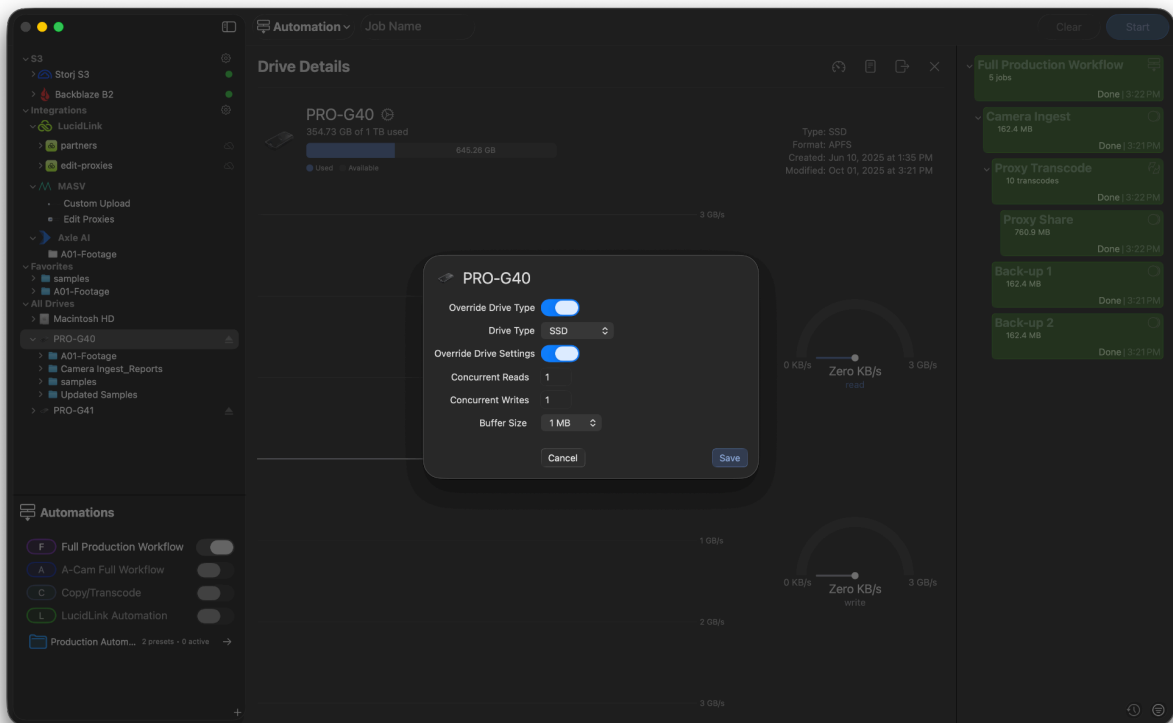 Automation
Job Name
Clear
Start
S3
Storj S3
Backblaze B2
Integrations
LucidLink
partners
edit-proxies
MASV
Custom Upload
Edit Proxies
Axle AI
A01-Footage
Favorites
samples
A01-Footage
All Drives
Macintosh HD
PRO-G40
A01-Footage
Camera Ingest_Reports
samples
Updated Samples
PRO-G41
Automations
F Full Production Workflow
A A-Cam Full Workflow
C Copy/Transcode
L LucidLink Automation
Production Autom... 2 presets • 0 active
Drive Details
PRO-G40
354.73 GB of 1 TB used
645.26 GB
Used Available
Type: SSD
Format: APFS
Created: Jun 10, 2025 at 1:35 PM
Modified: Oct 01, 2025 at 3:21 PM
3 GB/s
PRO-G40
Override Drive Type
Drive Type SSD
Override Drive Settings
Concurrent Reads 1
Concurrent Writes 1
Buffer Size 1 MB
Cancel
Save
0 KB/s
Zero KB/s
3 GB/s
read
1 GB/s
0 KB/s
Zero KB/s
3 GB/s
write
2 GB/s
3 GB/s
Full Production Workflow
5 jobs
Done | 3:22 PM
Camera Ingest
162.4 MB
Done | 3:21 PM
Proxy Transcode
10 transcodes
Done | 3:22 PM
Proxy Share
760.9 MB
Done | 3:22 PM
Back-up 1
162.4 MB
Done | 3:21 PM
Back-up 2
162.4 MB
Done | 3:21 PM